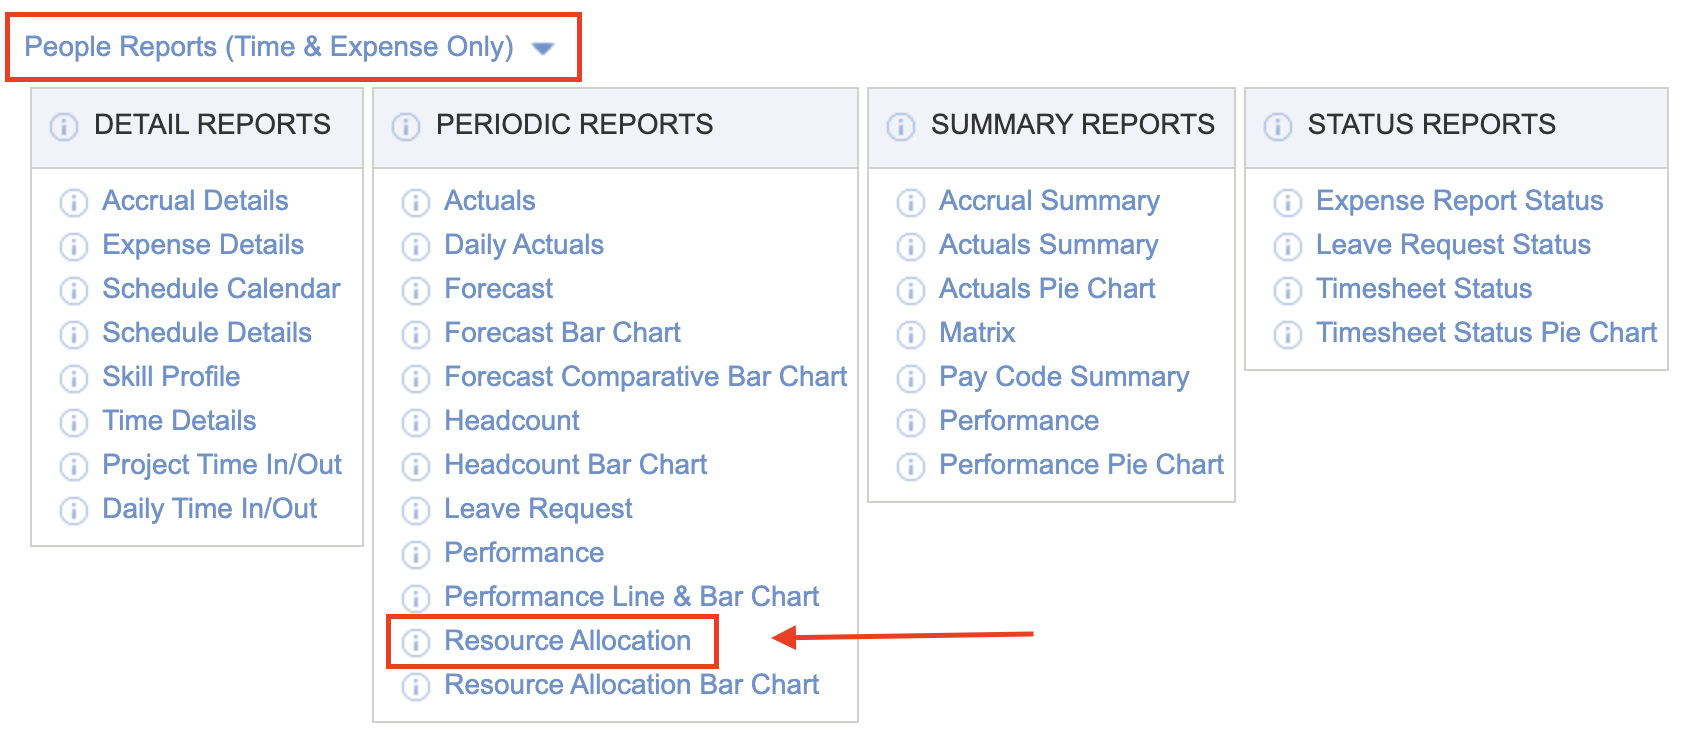 People Reports (Time & Expense Only)
DETAIL REPORTS
Accrual Details
Expense Details
Schedule Calendar
Schedule Details
Skill Profile
Time Details
Project Time In/Out
Daily Time In/Out
PERIODIC REPORTS
Actuals
Daily Actuals
Forecast
Forecast Bar Chart
Forecast Comparative Bar Chart
Headcount
Headcount Bar Chart
Leave Request
Performance
Performance Line & Bar Chart
Resource Allocation
Resource Allocation Bar Chart
SUMMARY REPORTS
Accrual Summary
Actuals Summary
Actuals Pie Chart
Matrix
Pay Code Summary
Performance
Performance Pie Chart
STATUS REPORTS
Expense Report Status
Leave Request Status
Timesheet Status
Timesheet Status Pie Chart